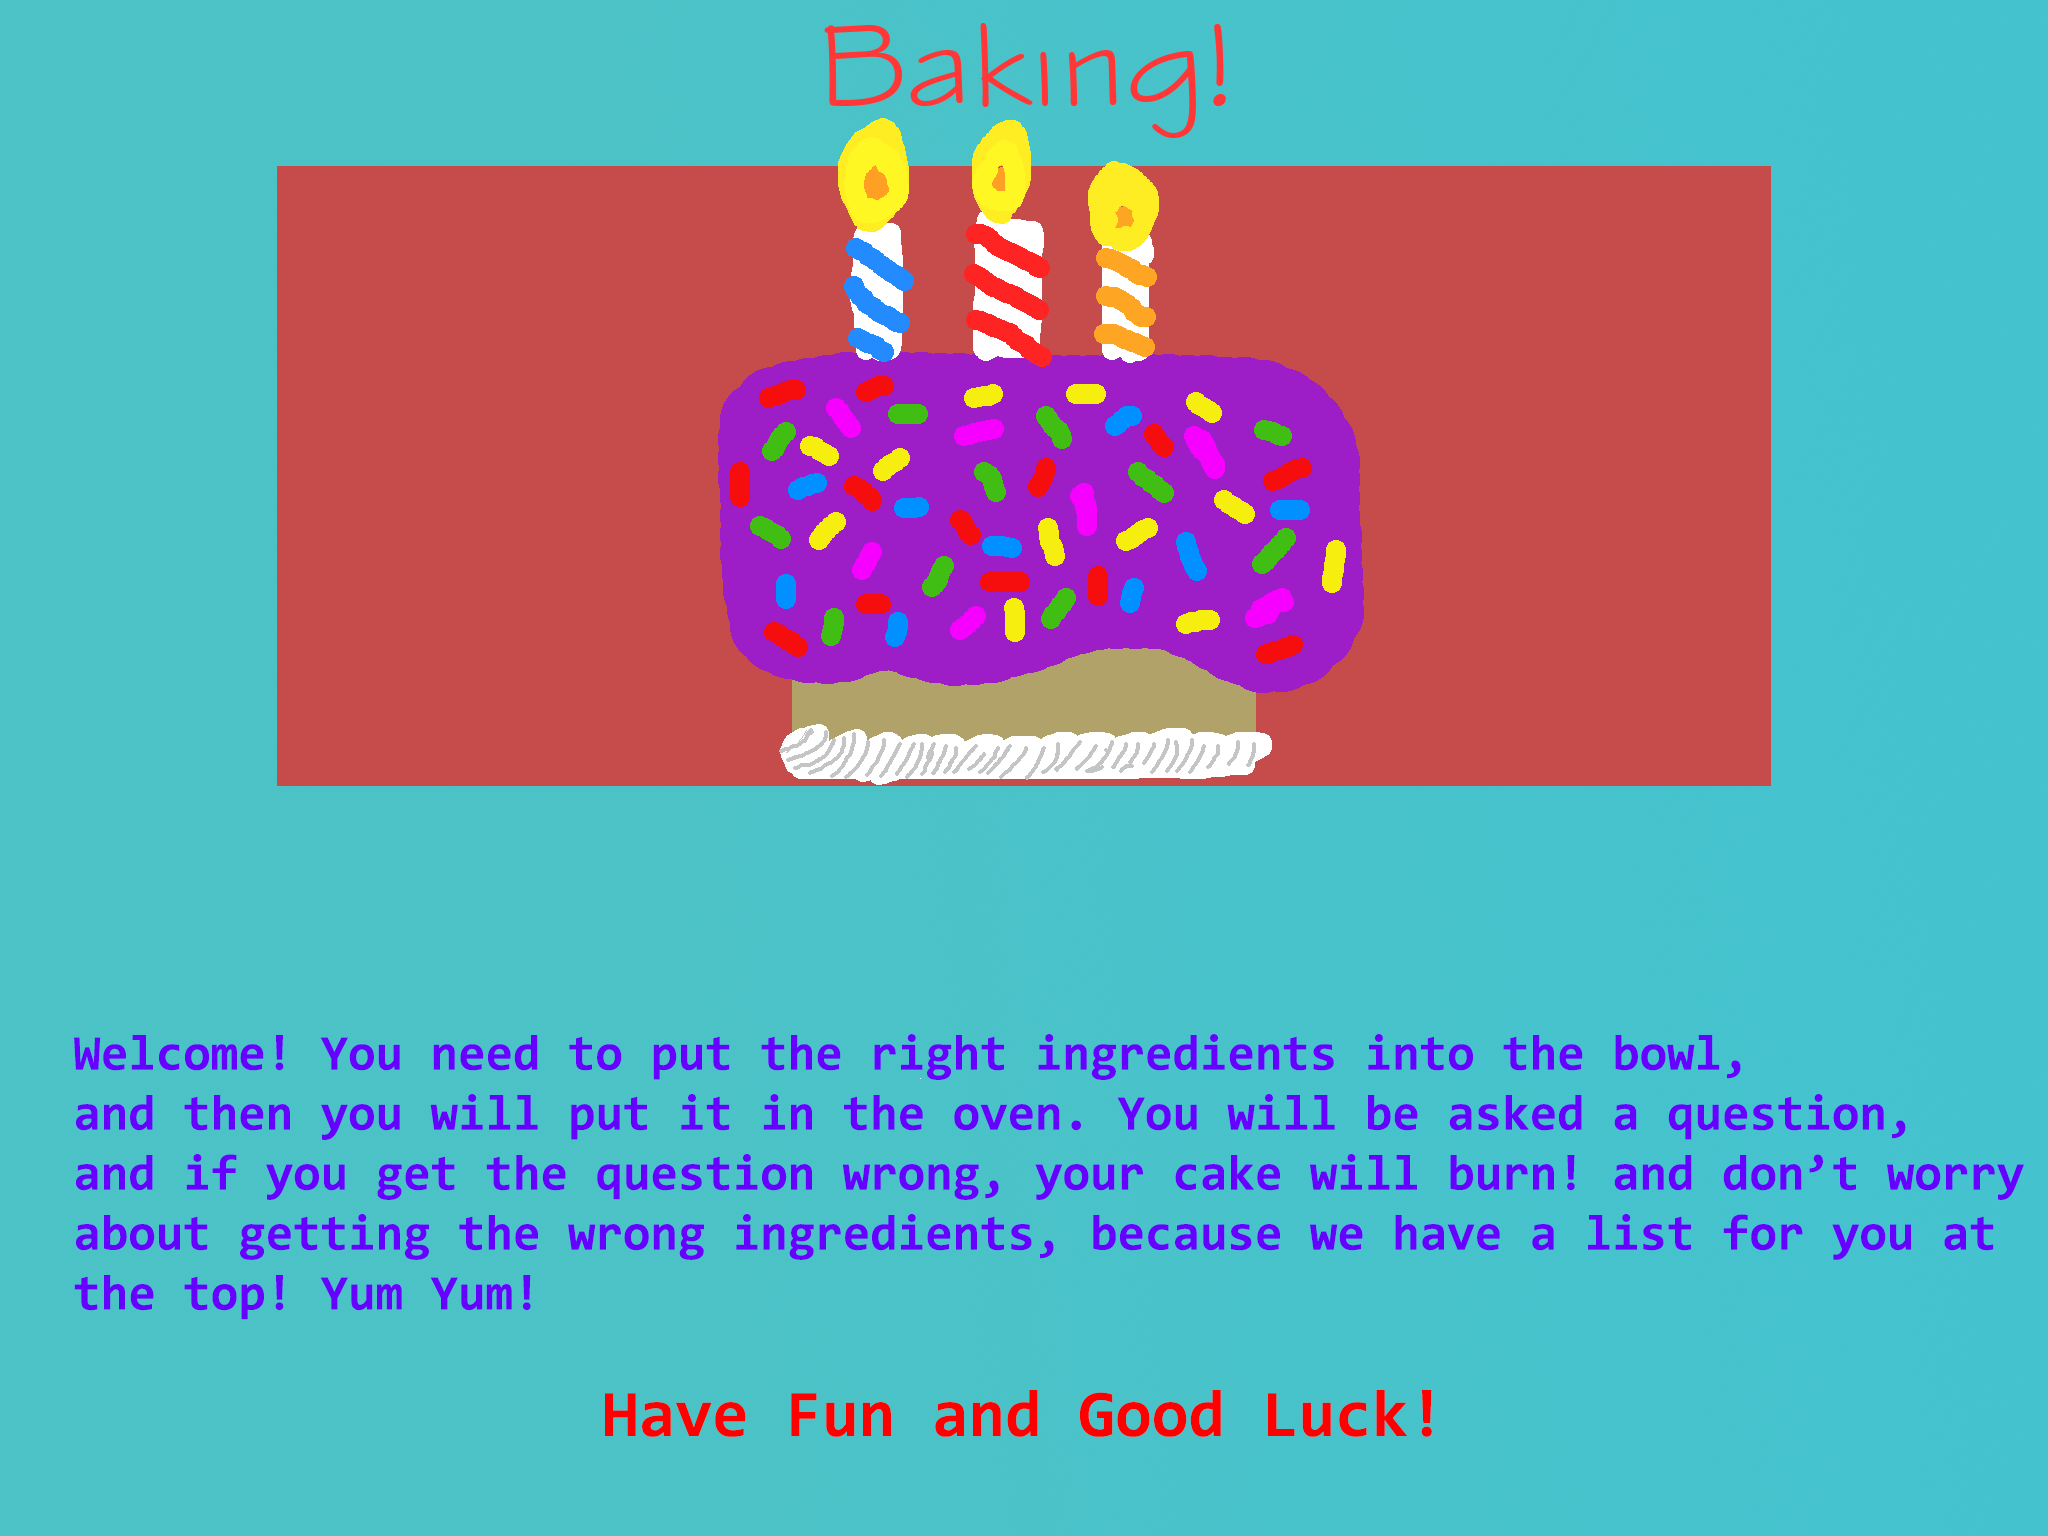 Baking!
Welcome! You need to put the right ingredients into the bowl,
and then you will put it in the oven. You will be asked a question,
and if you get the question wrong, your cake will burn! and don’t worry
about getting the wrong ingredients, because we have a list for you at
the top! Yum Yum!
Have Fun and Good Luck!